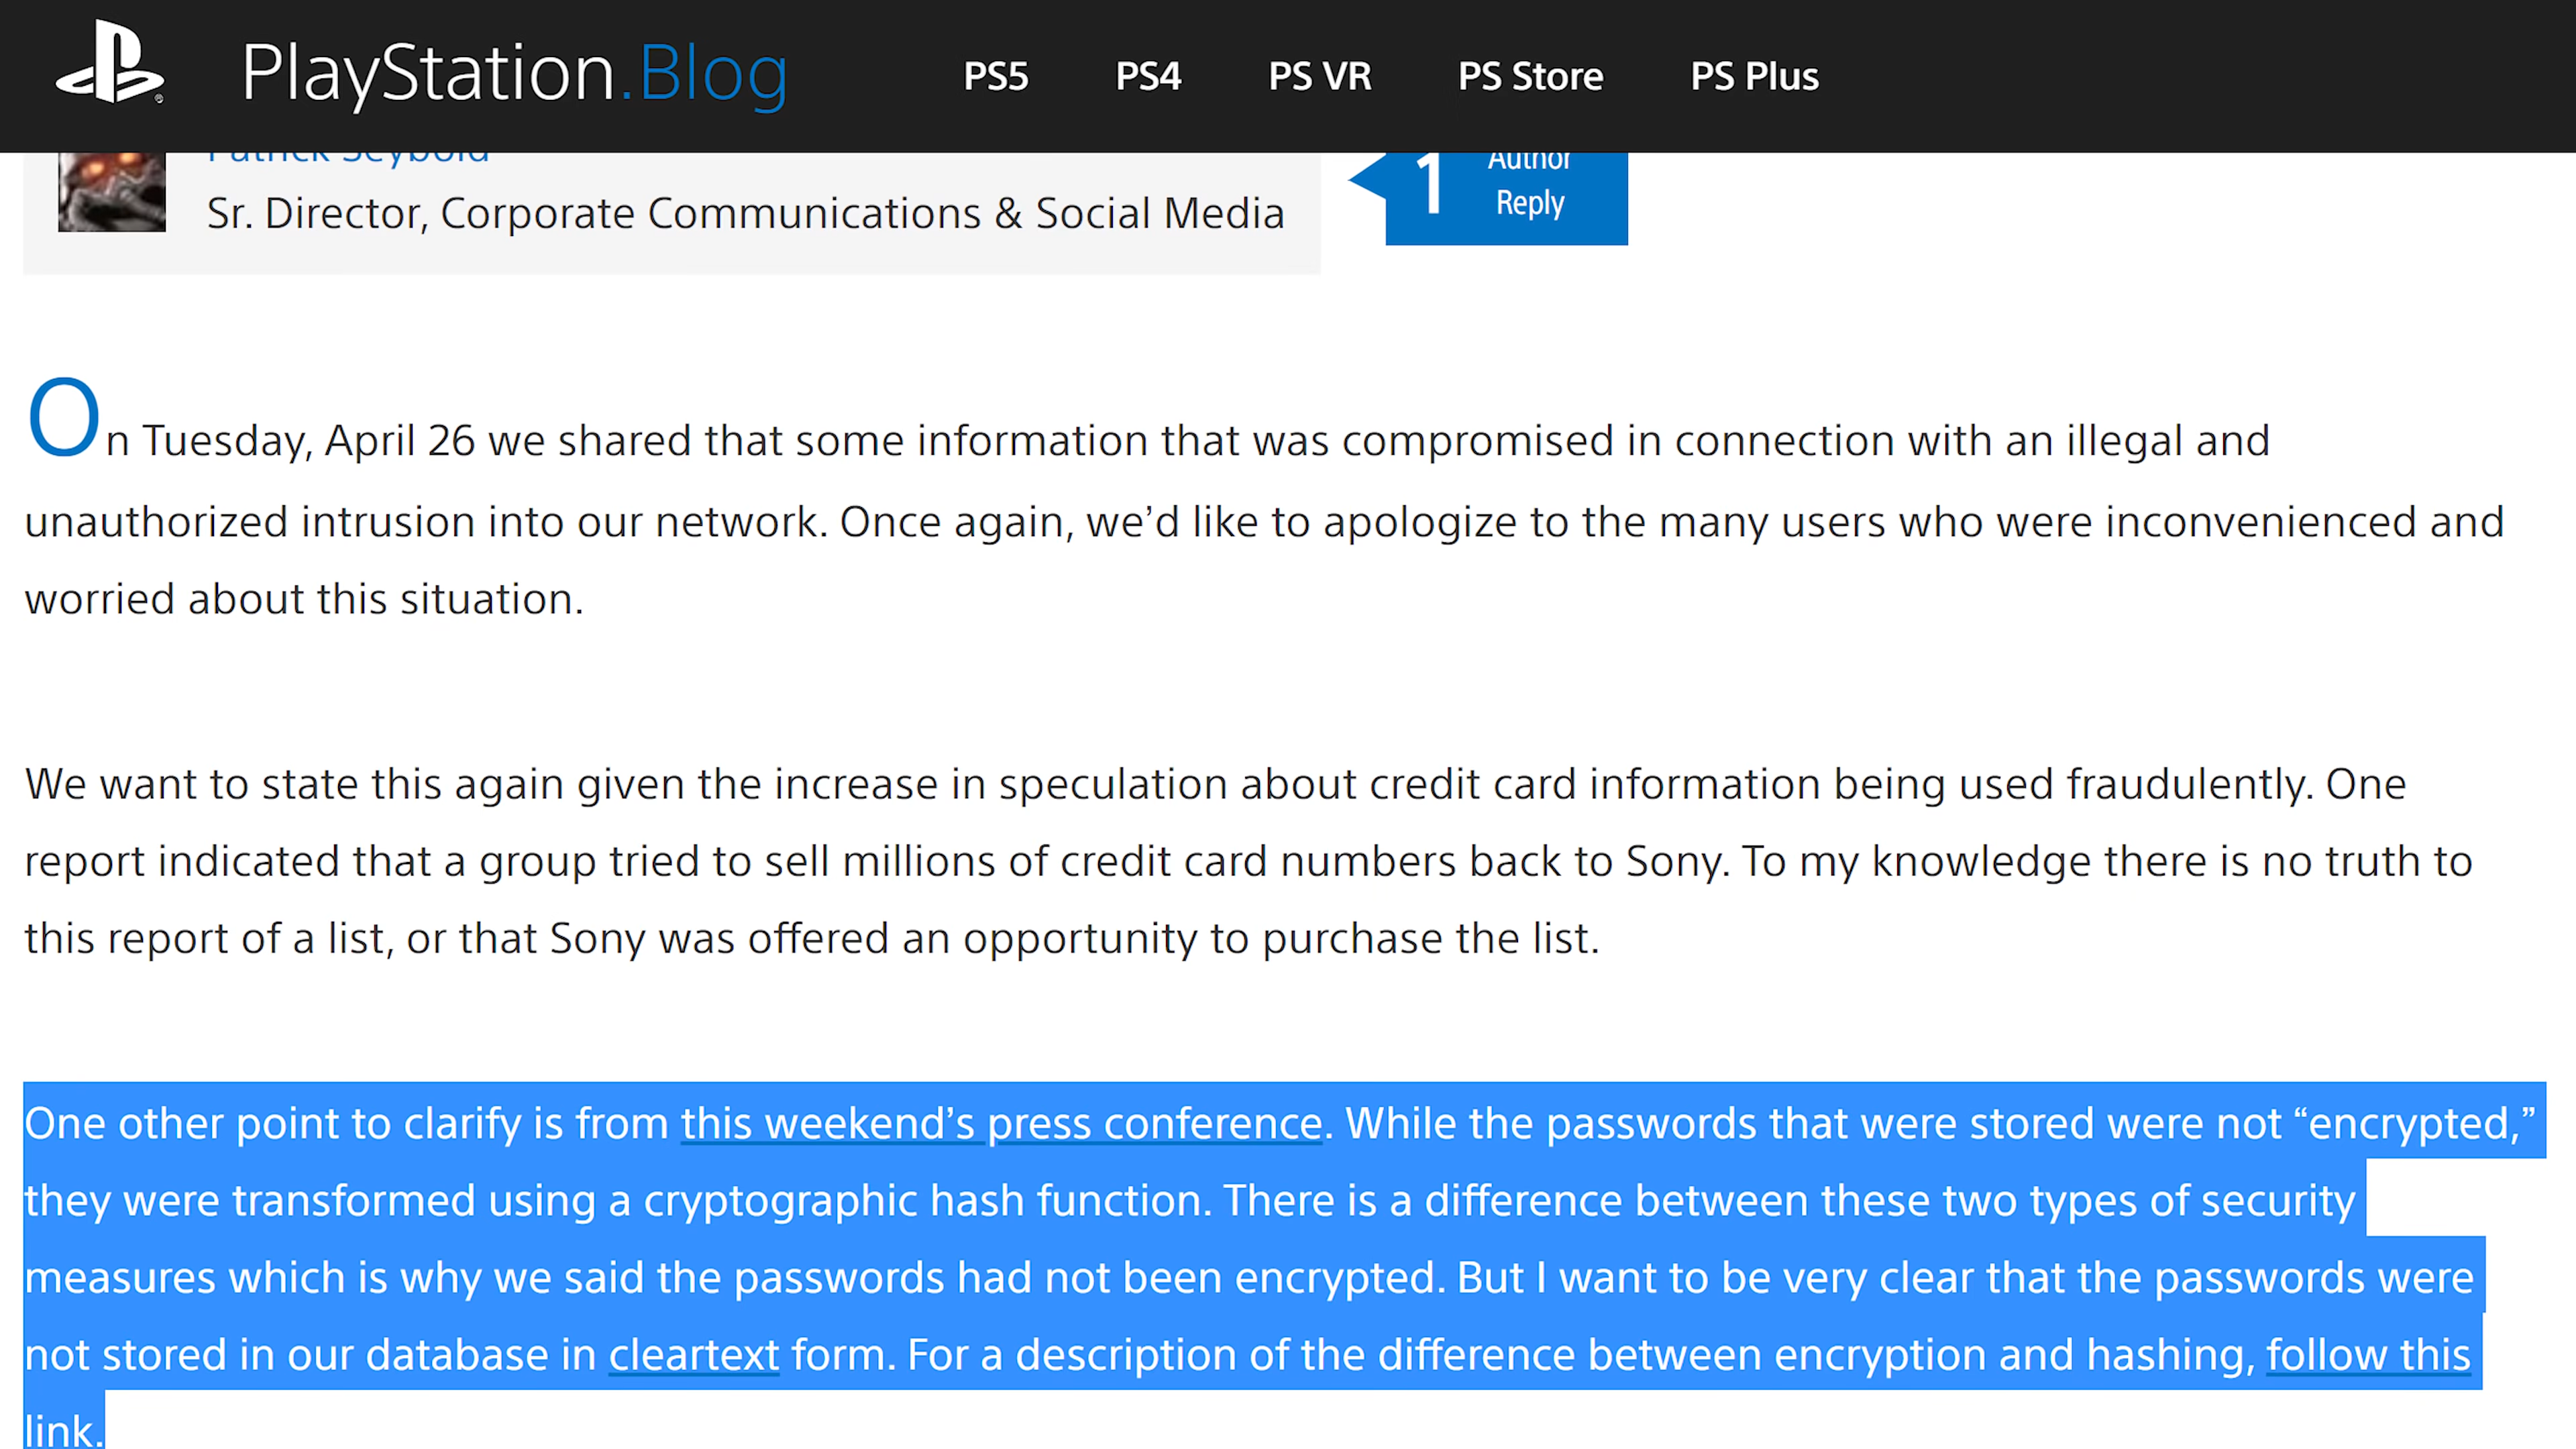 PlayStation.Blog
PS5 PS4 PS VR PS Store PS Plus
Patrick Seybold
Sr. Director, Corporate Communications & Social Media
1 Author
Reply
On Tuesday, April 26 we shared that some information that was compromised in connection with an illegal and
unauthorized intrusion into our network. Once again, we’d like to apologize to the many users who were inconvenienced and
worried about this situation.
We want to state this again given the increase in speculation about credit card information being used fraudulently. One
report indicated that a group tried to sell millions of credit card numbers back to Sony. To my knowledge there is no truth to
this report of a list, or that Sony was offered an opportunity to purchase the list.
One other point to clarify is from this weekend’s press conference. While the passwords that were stored were not “encrypted,”
they were transformed using a cryptographic hash function. There is a difference between these two types of security
measures which is why we said the passwords had not been encrypted. But I want to be very clear that the passwords were
not stored in our database in cleartext form. For a description of the difference between encryption and hashing, follow this
link.